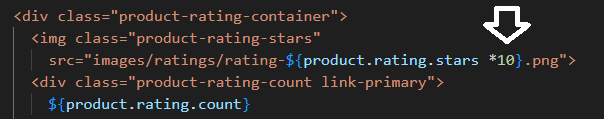 <div class="product-rating-container">
<img class="product-rating-stars"
src="images/ratings/rating-${product.rating.stars *10}.png">
<div class="product-rating-count link-primary">
${product.rating.count}